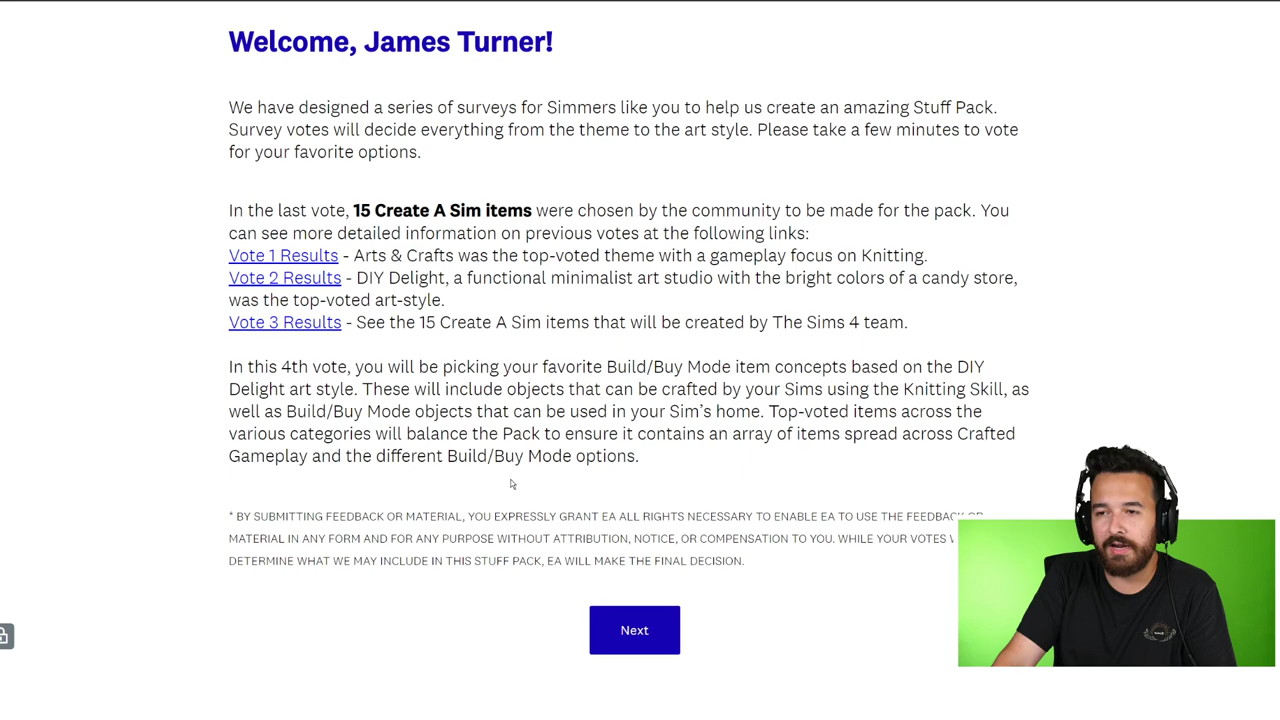 Welcome, James Turner!
We have designed a series of surveys for Simmers like you to help us create an amazing Stuff Pack.
Survey votes will decide everything from the theme to the art style. Please take a few minutes to vote
for your favorite options.
In the last vote, 15 Create A Sim items were chosen by the community to be made for the pack. You
can see more detailed information on previous votes at the following links:
Vote 1 Results - Arts & Crafts was the top-voted theme with a gameplay focus on Knitting.
Vote 2 Results - DIY Delight, a functional minimalist art studio with the bright colors of a candy store,
was the top-voted art-style.
Vote 3 Results - See the 15 Create A Sim items that will be created by The Sims 4 team.
In this 4th vote, you will be picking your favorite Build/Buy Mode item concepts based on the DIY
Delight art style. These will include objects that can be crafted by your Sims using the Knitting Skill, as
well as Build/Buy Mode objects that can be used in your Sim's home. Top-voted items across the
various categories will balance the Pack to ensure it contains an array of items spread across Crafted
Gameplay and the different Build/Buy Mode options.
* BY SUBMITTING FEEDBACK OR MATERIAL, YOU EXPRESSLY GRANT EA ALL RIGHTS NECESSARY TO ENABLE EA TO USE THE FEEDBACK OR
MATERIAL IN ANY FORM AND FOR ANY PURPOSE WITHOUT ATTRIBUTION, NOTICE, OR COMPENSATION TO YOU. WHILE YOUR VOTES
DETERMINE WHAT WE MAY INCLUDE IN THIS STUFF PACK, EA WILL MAKE THE FINAL DECISION.
Next